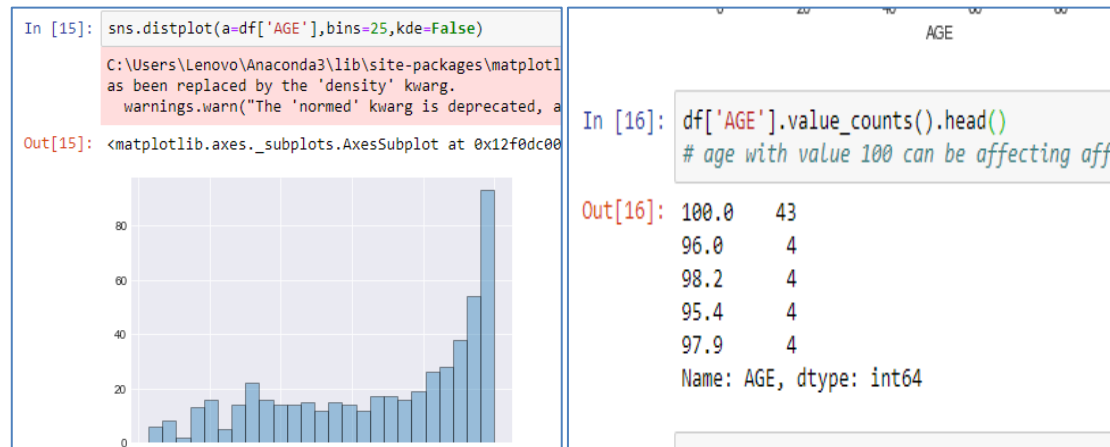 In [15]: sns.distplot(a=df['AGE'],bins=25,kde=False)
C:\Users\Lenovo\Anaconda3\lib\site-packages\matplotl
as been replaced by the 'density' kwarg.
warnings.warn("The 'normed' kwarg is deprecated, a
Out[15]: <matplotlib.axes._subplots.AxesSubplot at 0x12f0dc00
80
60
40
20
0
AGE
In [16]: df['AGE'].value_counts().head()
# age with value 100 can be affecting aff
Out[16]: 100.0 43
96.0 4
98.2 4
95.4 4
97.9 4
Name: AGE, dtype: int64